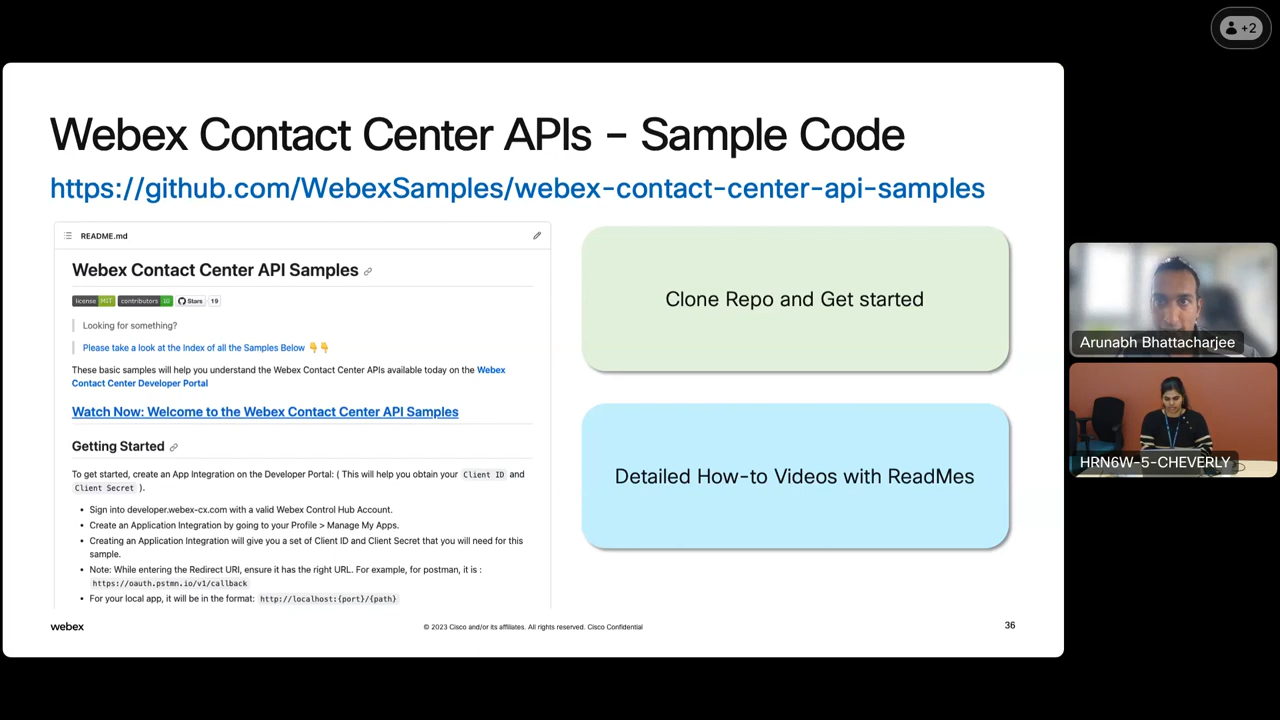 +2
Webex Contact Center APIs – Sample Code
https://github.com/WebexSamples/webex-contact-center-api-samples
README.md
Webex Contact Center API Samples
license MIT contributors 10 Stars 19
Looking for something?
Please take a look at the Index of all the Samples Below 👇👇
These basic samples will help you understand the Webex Contact Center APIs available today on the Webex
Contact Center Developer Portal
Watch Now: Welcome to the Webex Contact Center API Samples
Getting Started
To get started, create an App Integration on the Developer Portal: ( This will help you obtain your Client ID and
Client Secret ).
• Sign into developer.webex-cx.com with a valid Webex Control Hub Account.
• Create an Application Integration by going to your Profile > Manage My Apps.
• Creating an Application Integration will give you a set of Client ID and Client Secret that you will need for this
sample.
• Note: While entering the Redirect URI, ensure it has the right URL. For example, for postman, it is :
https://oauth.pstmn.io/v1/callback
• For your local app, it will be in the format: http://localhost:{port}/{path}
Clone Repo and Get started
Detailed How-to Videos with ReadMes
webex
© 2023 Cisco and/or its affiliates. All rights reserved. Cisco Confidential
36
Arunabh Bhattacharjee
HRN6W-5-CHEVERLY